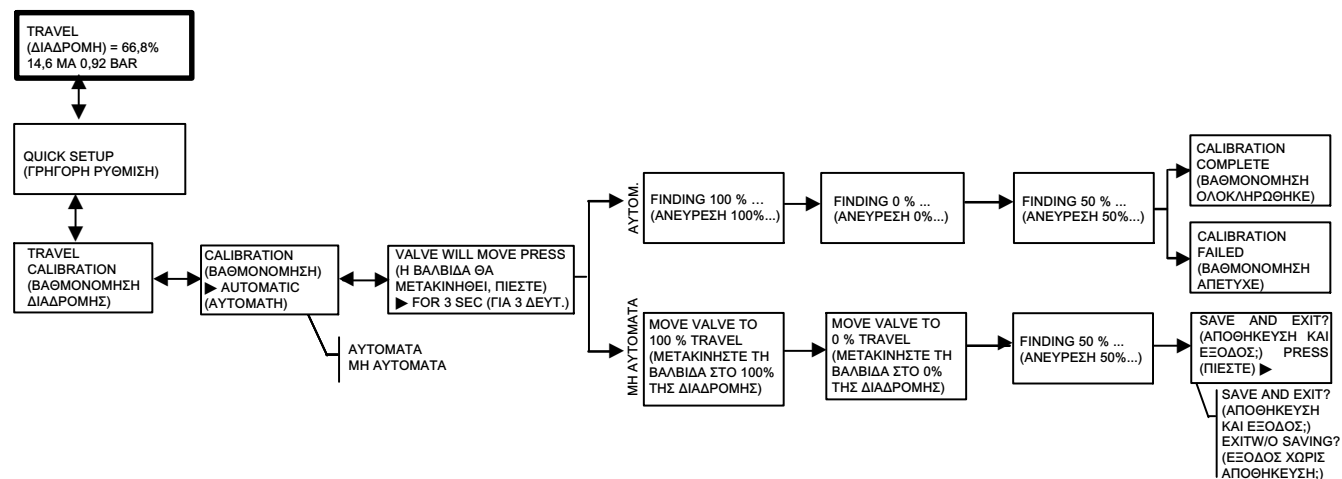 TRAVEL
(ΔΙΑΔΡΟΜΗ) = 66,8%
14,6 MA 0,92 BAR
QUICK SETUP
(ΓΡΗΓΟΡΗ ΡΥΘΜΙΣΗ)
TRAVEL
CALIBRATION
(ΒΑΘΜΟΝΟΜΗΣΗ
ΔΙΑΔΡΟΜΗΣ)
CALIBRATION
(ΒΑΘΜΟΝΟΜΗΣΗ)
▶ AUTOMATIC
(ΑΥΤΟΜΑΤΗ)
ΑΥΤΟΜΑΤΑ
ΜΗ ΑΥΤΟΜΑΤΑ
VALVE WILL MOVE PRESS
(Η ΒΑΛΒΙΔΑ ΘΑ
ΜΕΤΑΚΙΝΗΘΕΙ, ΠΙΕΣΤΕ)
▶ FOR 3 SEC (ΓΙΑ 3 ΔΕΥΤ.)
ΑΥΤΟΜ.
FINDING 100 % ...
(ΑΝΕΥΡΕΣΗ 100%...)
FINDING 0 % ...
(ΑΝΕΥΡΕΣΗ 0%...)
FINDING 50 % ...
(ΑΝΕΥΡΕΣΗ 50%...)
CALIBRATION
COMPLETE
(ΒΑΘΜΟΝΟΜΗΣΗ
ΟΛΟΚΛΗΡΩΘΗΚΕ)
CALIBRATION
FAILED
(ΒΑΘΜΟΝΟΜΗΣΗ
ΑΠΕΤΥΧΕ)
ΜΗ ΑΥΤΟΜΑΤΑ
MOVE VALVE TO
100 % TRAVEL
(ΜΕΤΑΚΙΝΗΣΤΕ ΤΗ
ΒΑΛΒΙΔΑ ΣΤΟ 100%
ΤΗΣ ΔΙΑΔΡΟΜΗΣ)
MOVE VALVE TO
0 % TRAVEL
(ΜΕΤΑΚΙΝΗΣΤΕ ΤΗ
ΒΑΛΒΙΔΑ ΣΤΟ 0%
ΤΗΣ ΔΙΑΔΡΟΜΗΣ)
FINDING 50 % ...
(ΑΝΕΥΡΕΣΗ 50%...)
SAVE AND EXIT?
(ΑΠΟΘΗΚΕΥΣΗ ΚΑΙ
ΕΞΟΔΟΣ;) PRESS
(ΠΙΕΣΤΕ) ▶
SAVE AND EXIT?
(ΑΠΟΘΗΚΕΥΣΗ
ΚΑΙ ΕΞΟΔΟΣ;)
EXITW/O SAVING?
(ΕΞΟΔΟΣ ΧΩΡΙΣ
ΑΠΟΘΗΚΕΥΣΗ;)